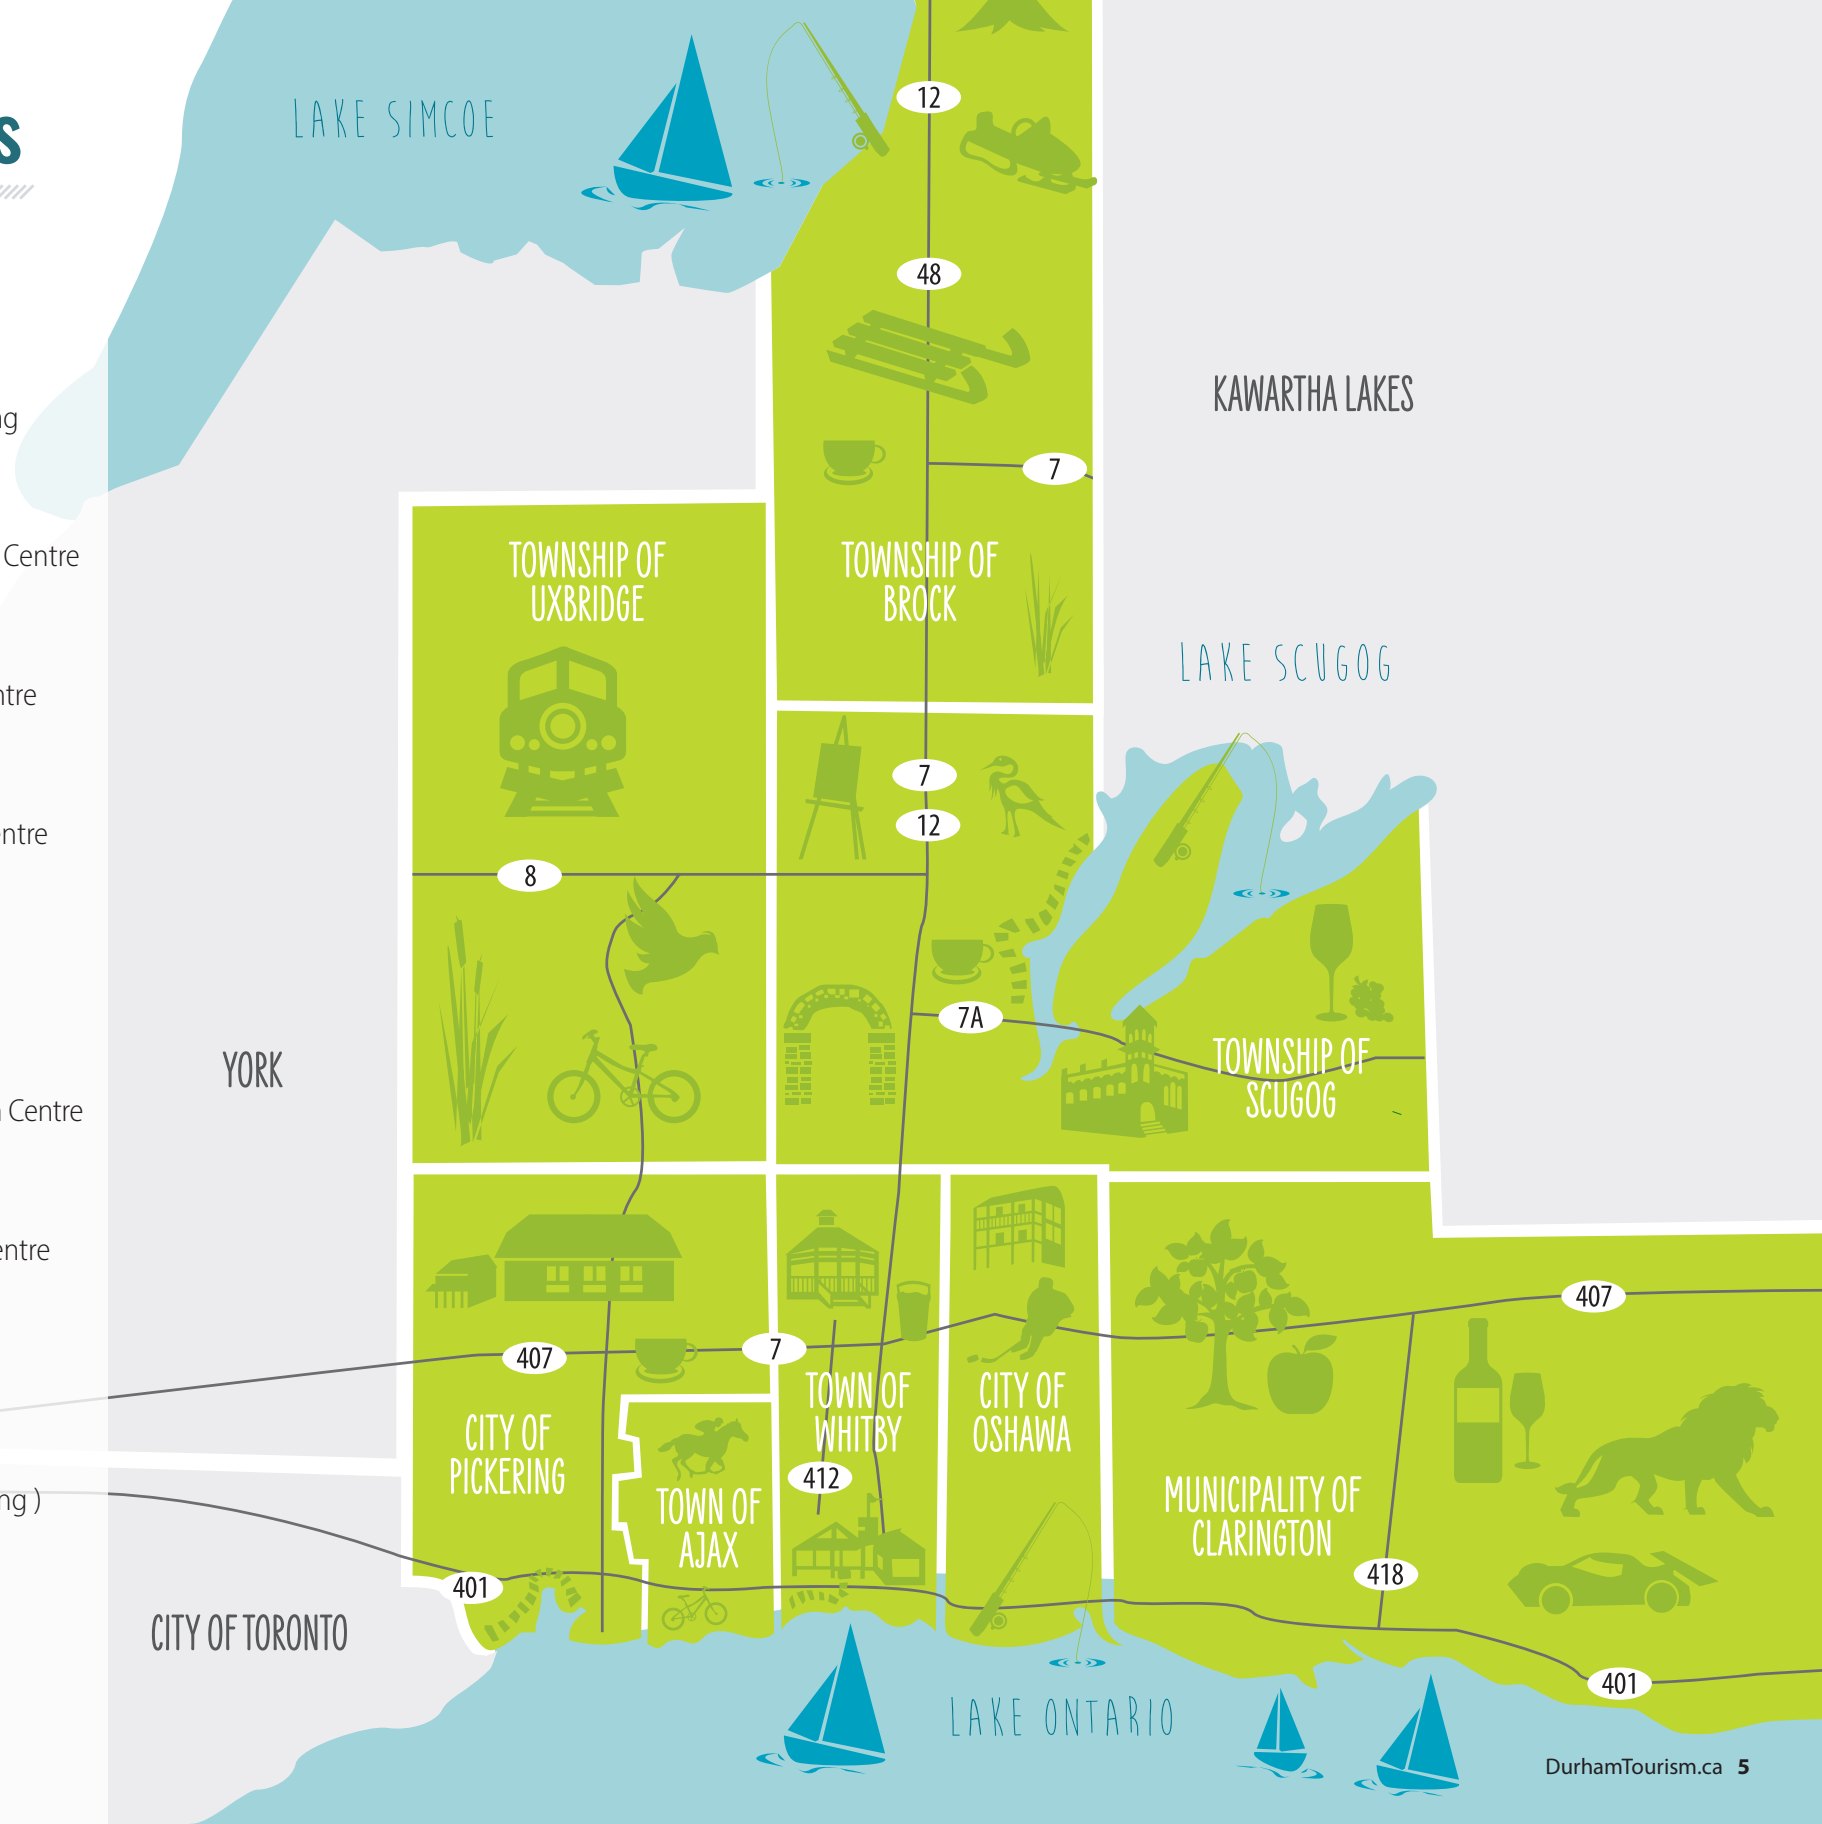 LAKE SIMCOE
12
48
KAWARTHA LAKES
7
Centre
TOWNSHIP OF
UXBRIDGE
TOWNSHIP OF
BROCK
LAKE SCUGOG
7
12
8
7A
TOWNSHIP OF
SCUGOG
YORK
Centre
407
407
7
TOWN OF
WHITBY
CITY OF
OSHAWA
CITY OF
PICKERING
412
TOWN OF
AJAX
MUNICIPALITY OF
CLARINGTON
418
401
CITY OF TORONTO
401
LAKE ONTARIO
DurhamTourism.ca 5